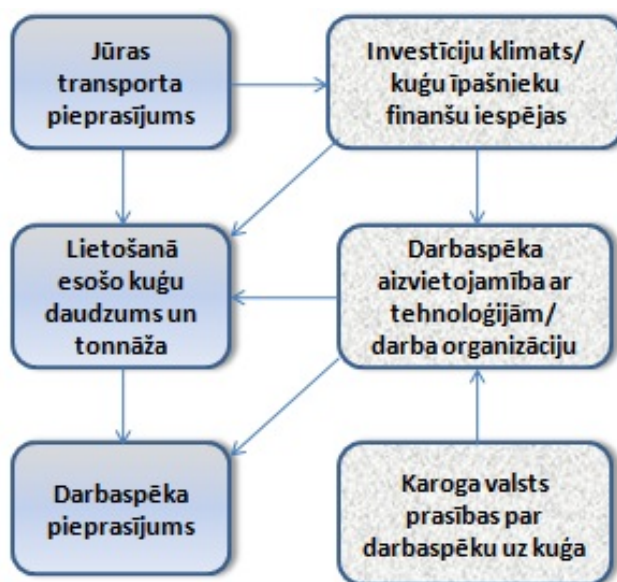 Jūras
transporta
pieprasījums
Investīciju klimats/
kuģu īpašnieku
finanšu iespējas
Lietošanā
esošo kuģu
daudzums un
tonnāža
Darbaspēka
aizvietojamība ar
tehnoloģijām/
darba organizāciju
Darbaspēka
pieprasījums
Karoga valsts
prasības par
darbaspēku uz kuģa